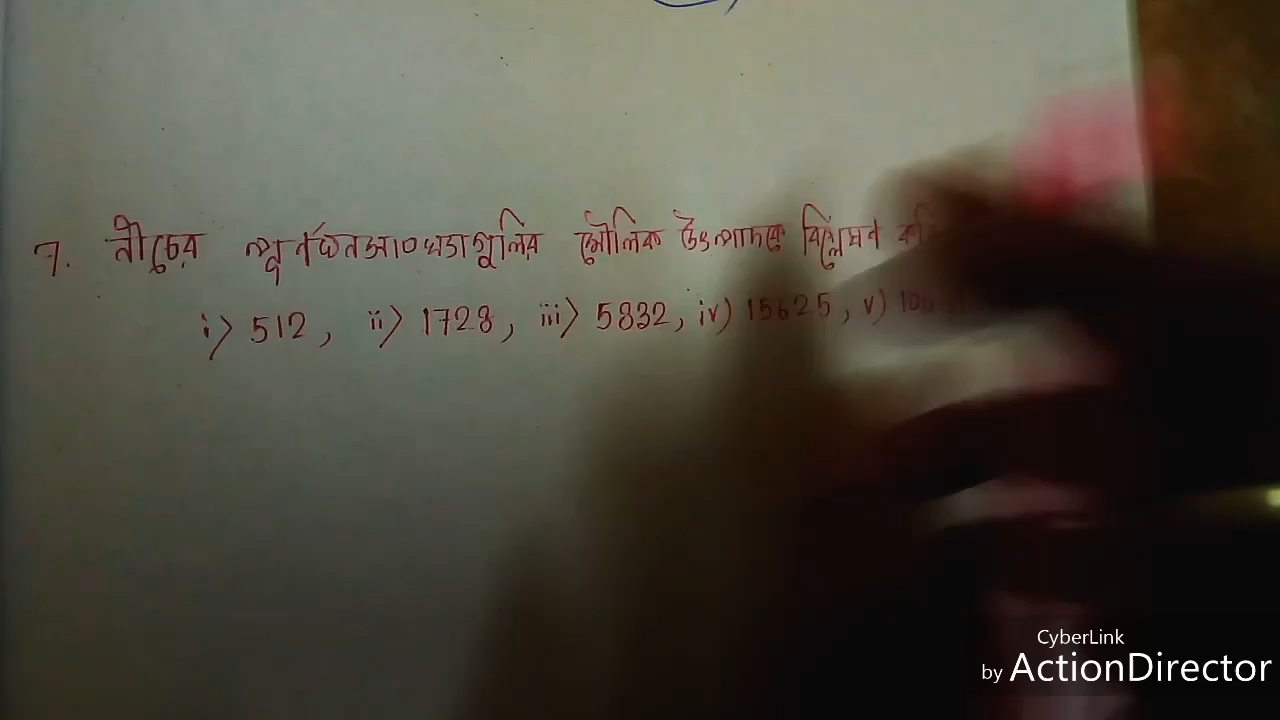 7. নীচের পূর্ণঘনসংখ্যাগুলির মৌলিক উৎপাদকে বিশ্লেষণ
i) 512, ii) 1728, iii) 5832, iv) 15625, v)
CyberLink
by ActionDirector